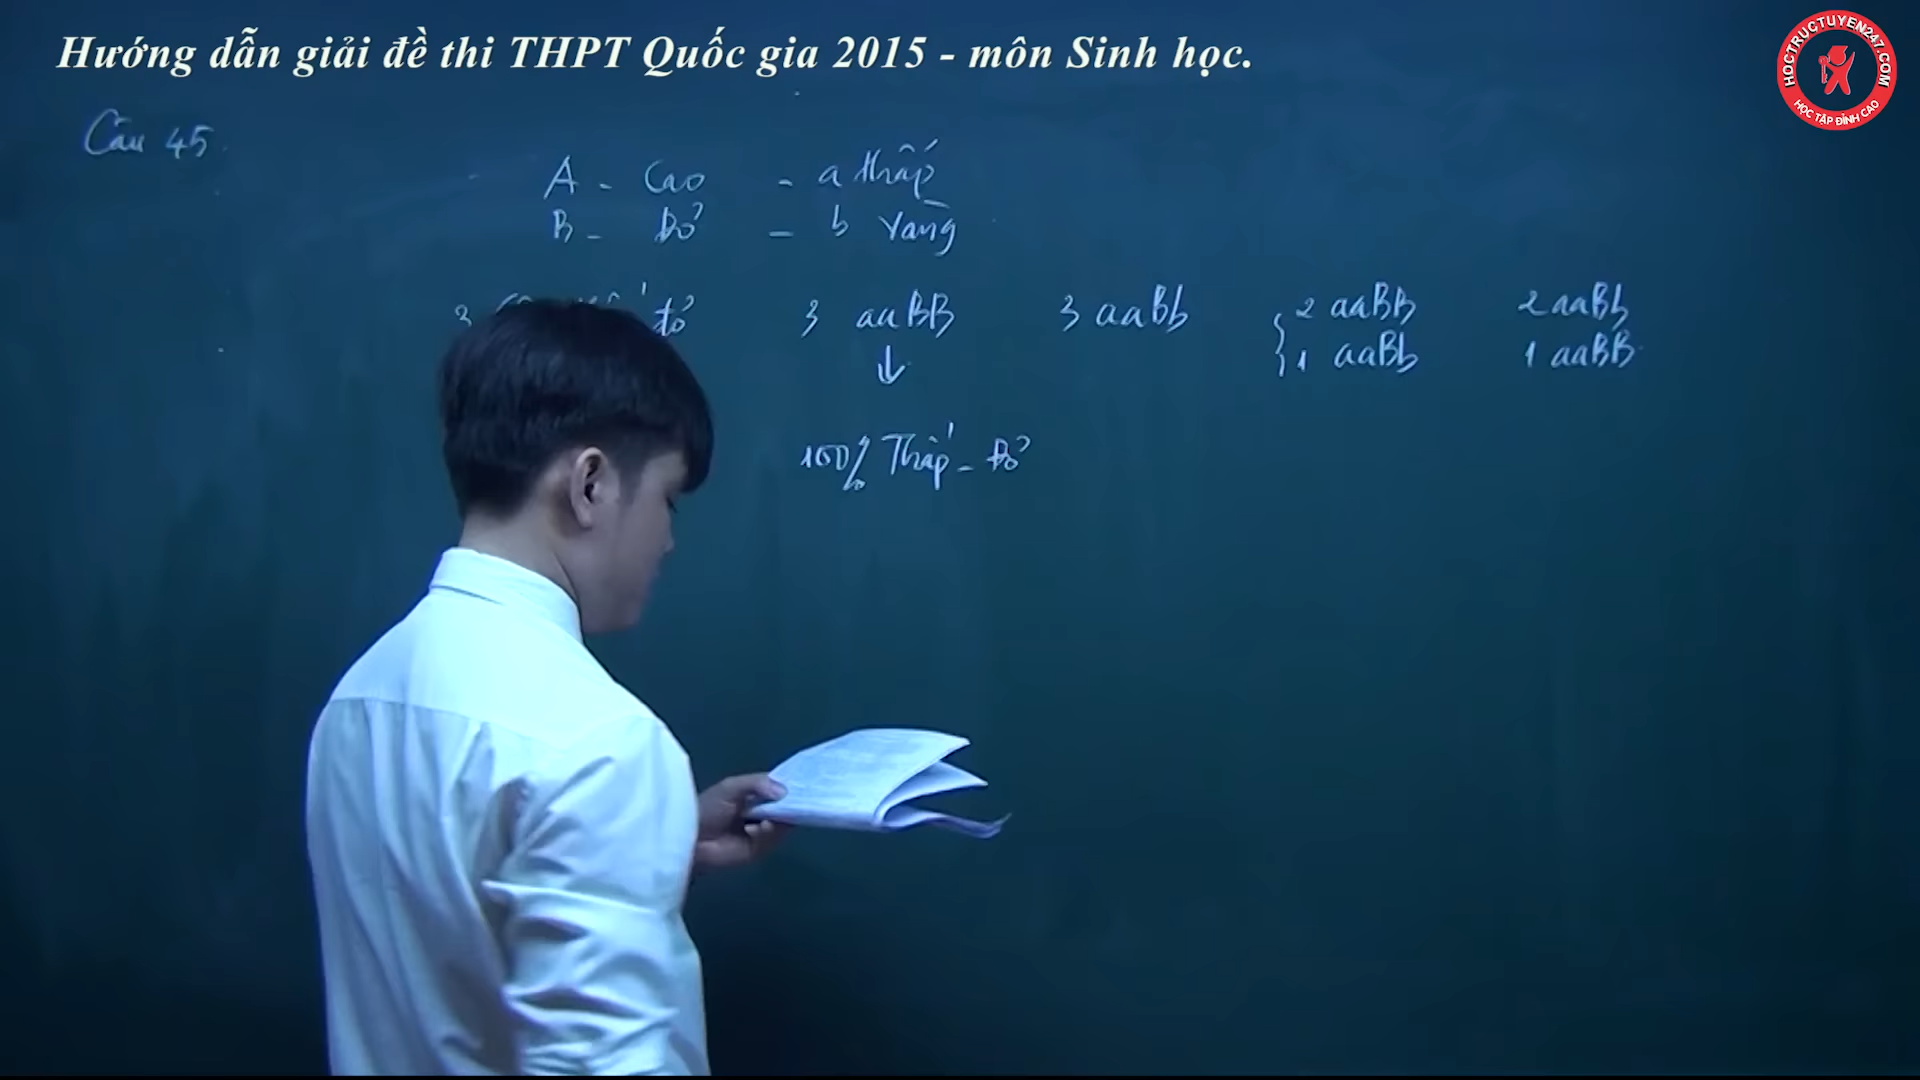 Hướng dẫn giải đề thi THPT Quốc gia 2015 - môn Sinh học.
HOCTRUCTUYEN247.COM
HỌC TẬP ĐỈNH CAO
Câu 45.
A - Cao - a thấp
B - Đỏ - b vàng
3 đỏ 3 aaBB 3 aaBb { 2 aaBB 2 aaBb
↓ 1 aaBb 1 aaBB
100% Thấp - Đỏ